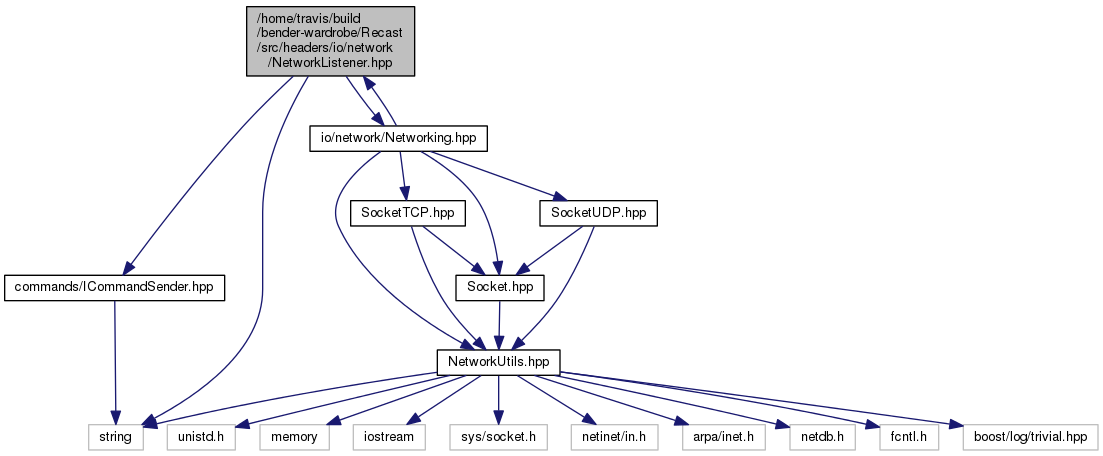 /home/travis/build
/bender-wardrobe/Recast
/src/headers/io/network
/NetworkListener.hpp
io/network/Networking.hpp
SocketTCP.hpp
SocketUDP.hpp
commands/ICommandSender.hpp
Socket.hpp
NetworkUtils.hpp
string
unistd.h
memory
iostream
sys/socket.h
netinet/in.h
arpa/inet.h
netdb.h
fcntl.h
boost/log/trivial.hpp